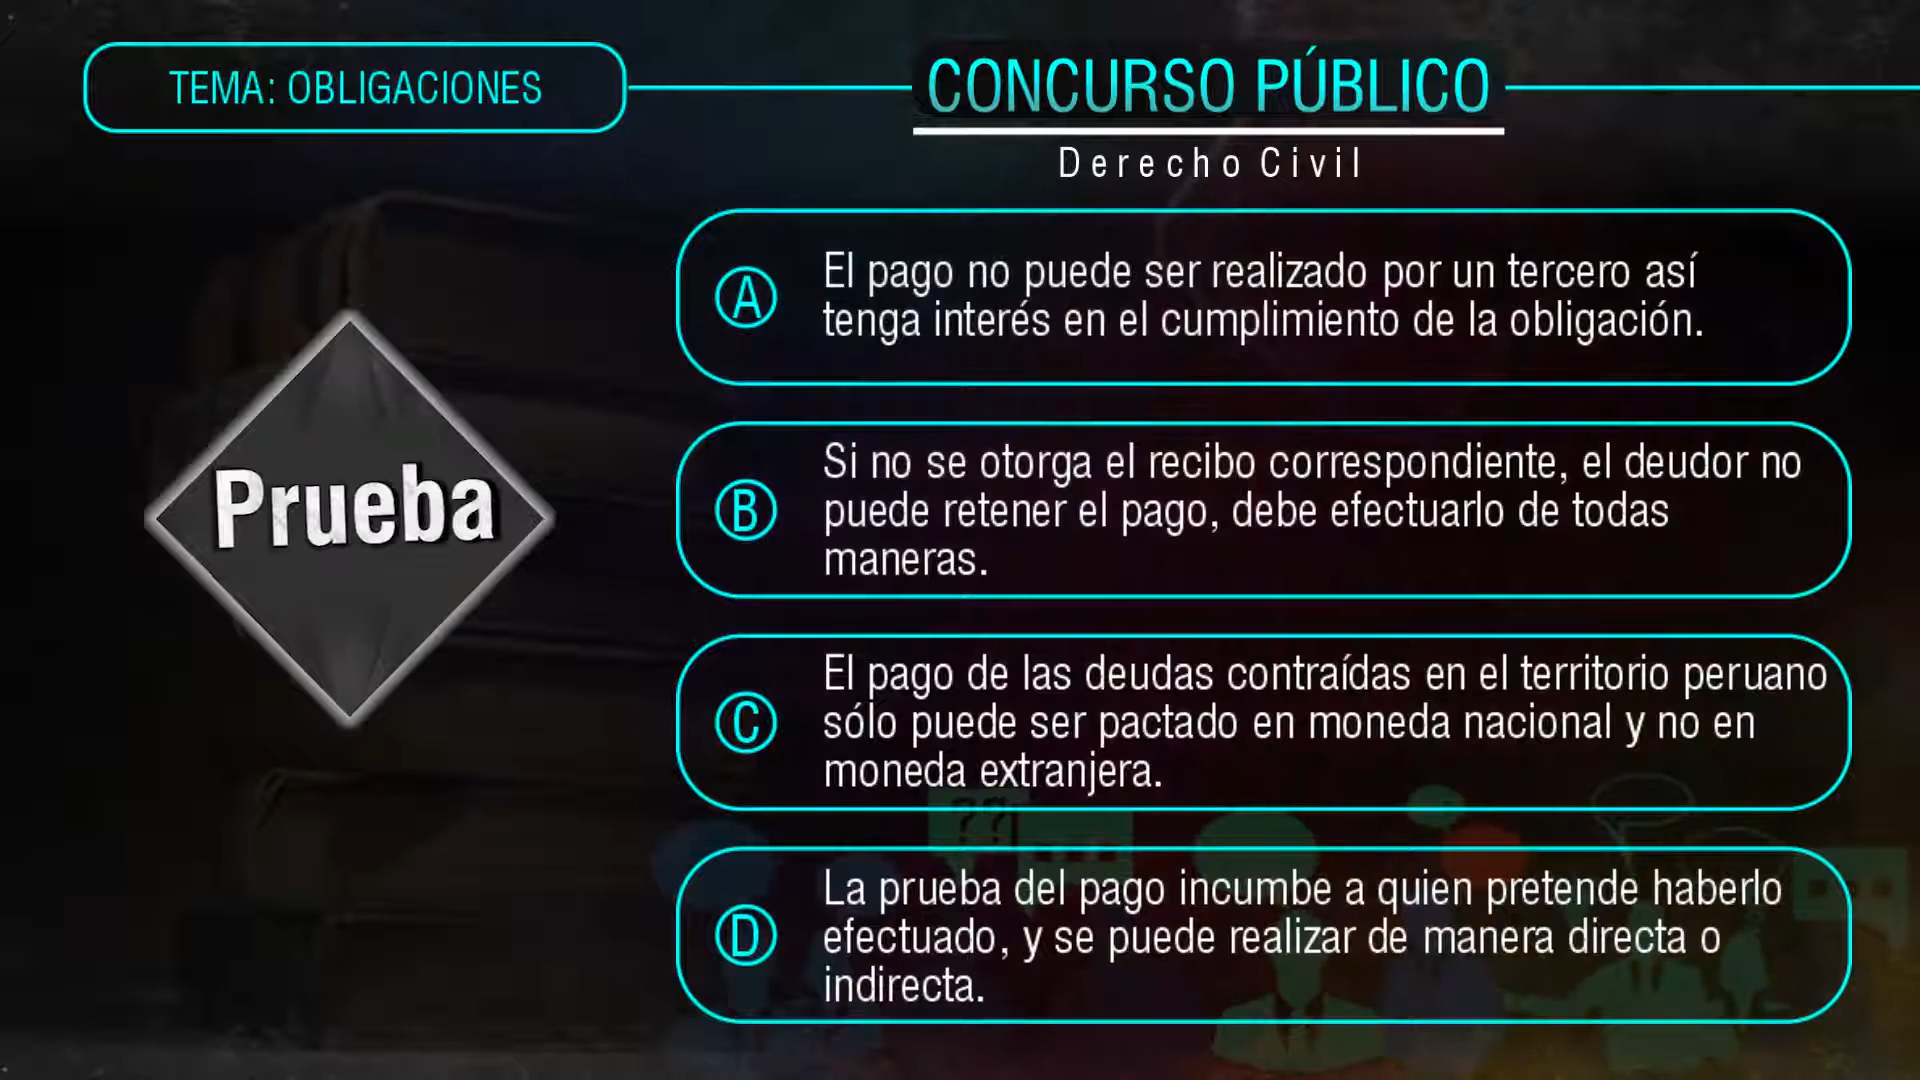 TEMA: OBLIGACIONES
CONCURSO PÚBLICO
Derecho Civil
Prueba
A
El pago no puede ser realizado por un tercero así
tenga interés en el cumplimiento de la obligación.
B
Si no se otorga el recibo correspondiente, el deudor no
puede retener el pago, debe efectuarlo de todas
maneras.
C
El pago de las deudas contraídas en el territorio peruano
sólo puede ser pactado en moneda nacional y no en
moneda extranjera.
D
La prueba del pago incumbe a quien pretende haberlo
efectuado, y se puede realizar de manera directa o
indirecta.
??